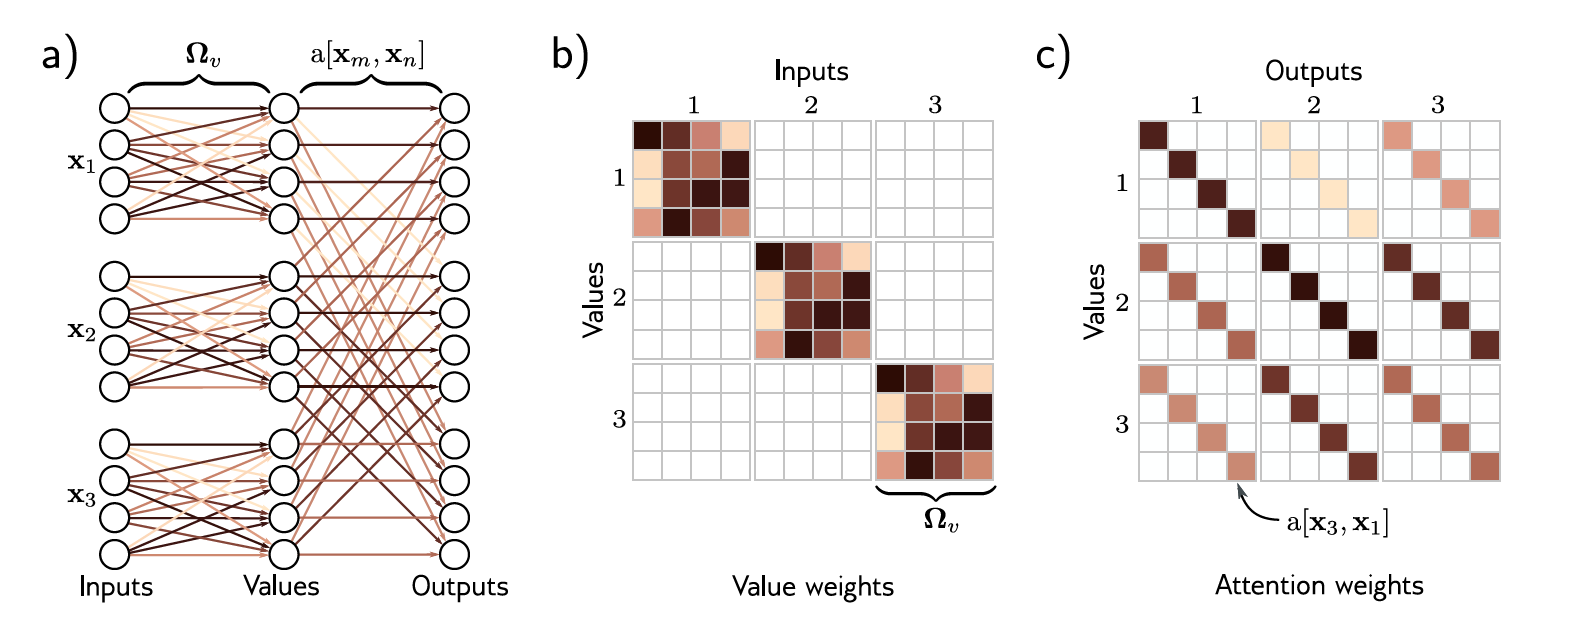 a)
Ω_v
a[x_m, x_n]
x_1
x_2
x_3
Inputs
Values
Outputs
b)
Inputs
1 2 3
Values
1
2
3
Ω_v
Value weights
c)
Outputs
1 2 3
Values
1
2
3
a[x_3, x_1]
Attention weights